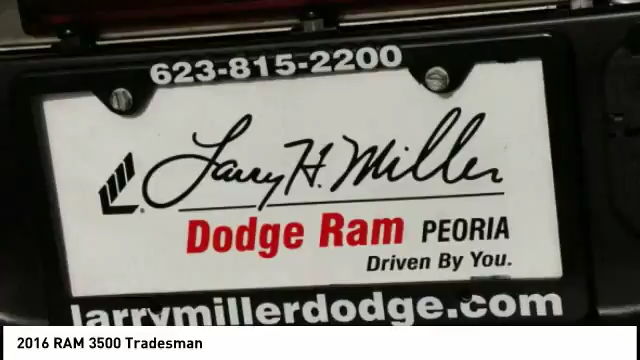 623-815-2200
Larry H. Miller
Dodge Ram PEORIA
Driven By You.
larrymillerdodge.com
2016 RAM 3500 Tradesman